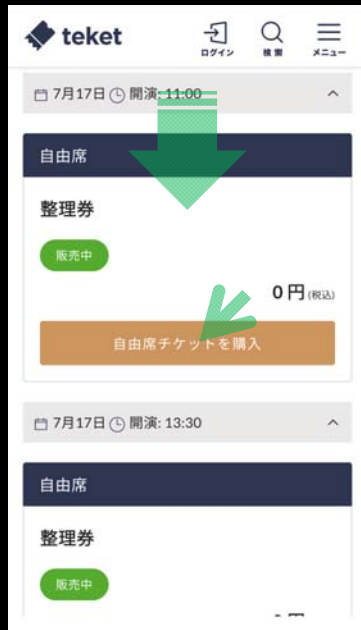 teket
ログイン 検索 メニュー
7月17日 開演: 11:00
自由席
整理券
販売中
0 円 (税込)
自由席チケットを購入
7月17日 開演: 13:30
自由席
整理券
販売中